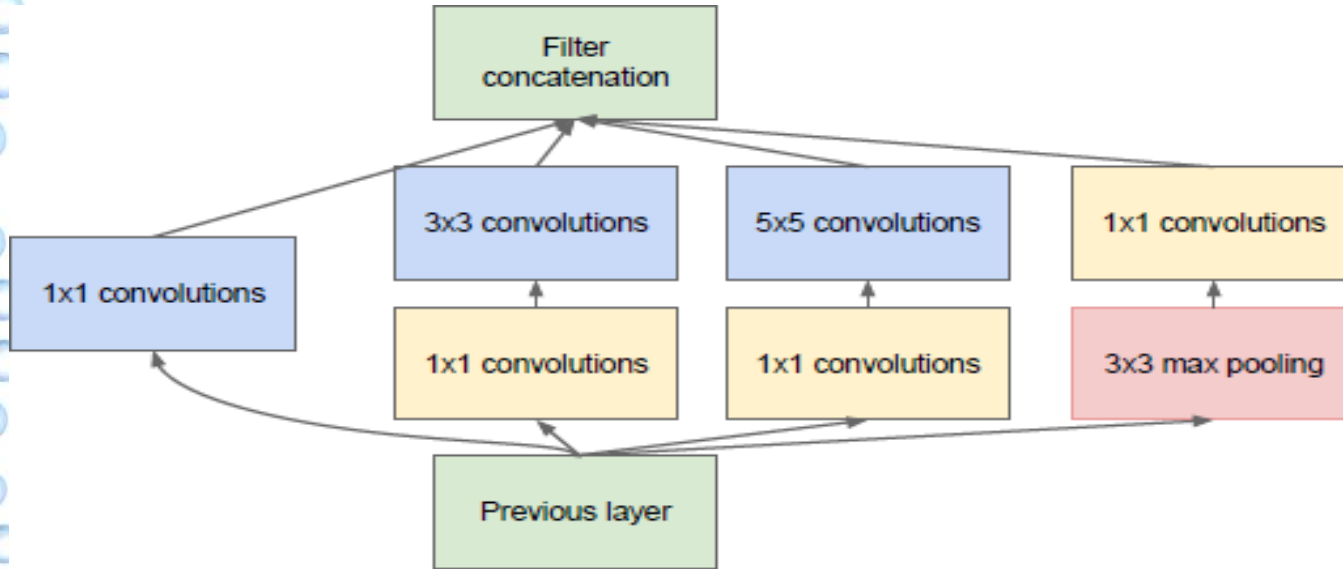 Filter
concatenation
3x3 convolutions
5x5 convolutions
1x1 convolutions
1x1 convolutions
1x1 convolutions
1x1 convolutions
3x3 max pooling
Previous layer